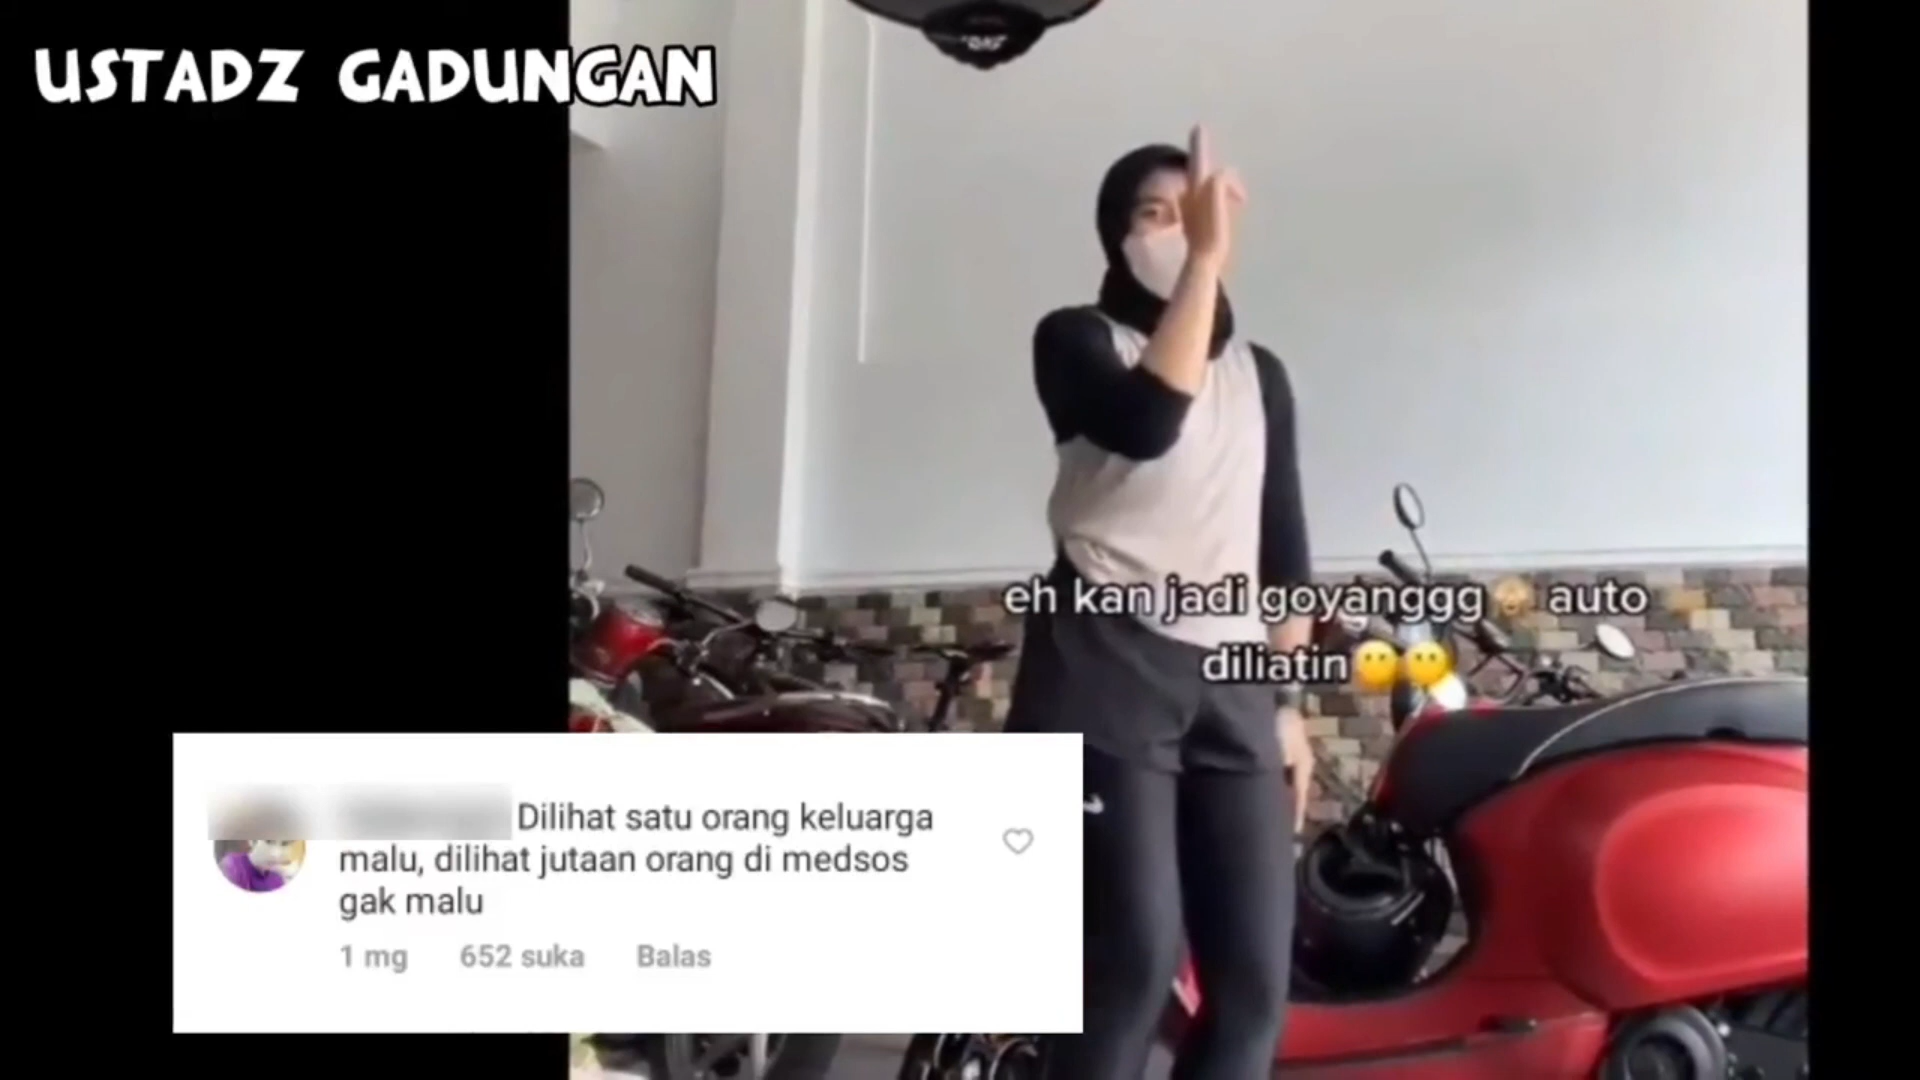 USTADZ GADUNGAN
eh kan jadi goyanggg auto
diliatin
Dilihat satu orang keluarga
malu, dilihat jutaan orang di medsos
gak malu
1 mg 652 suka Balas